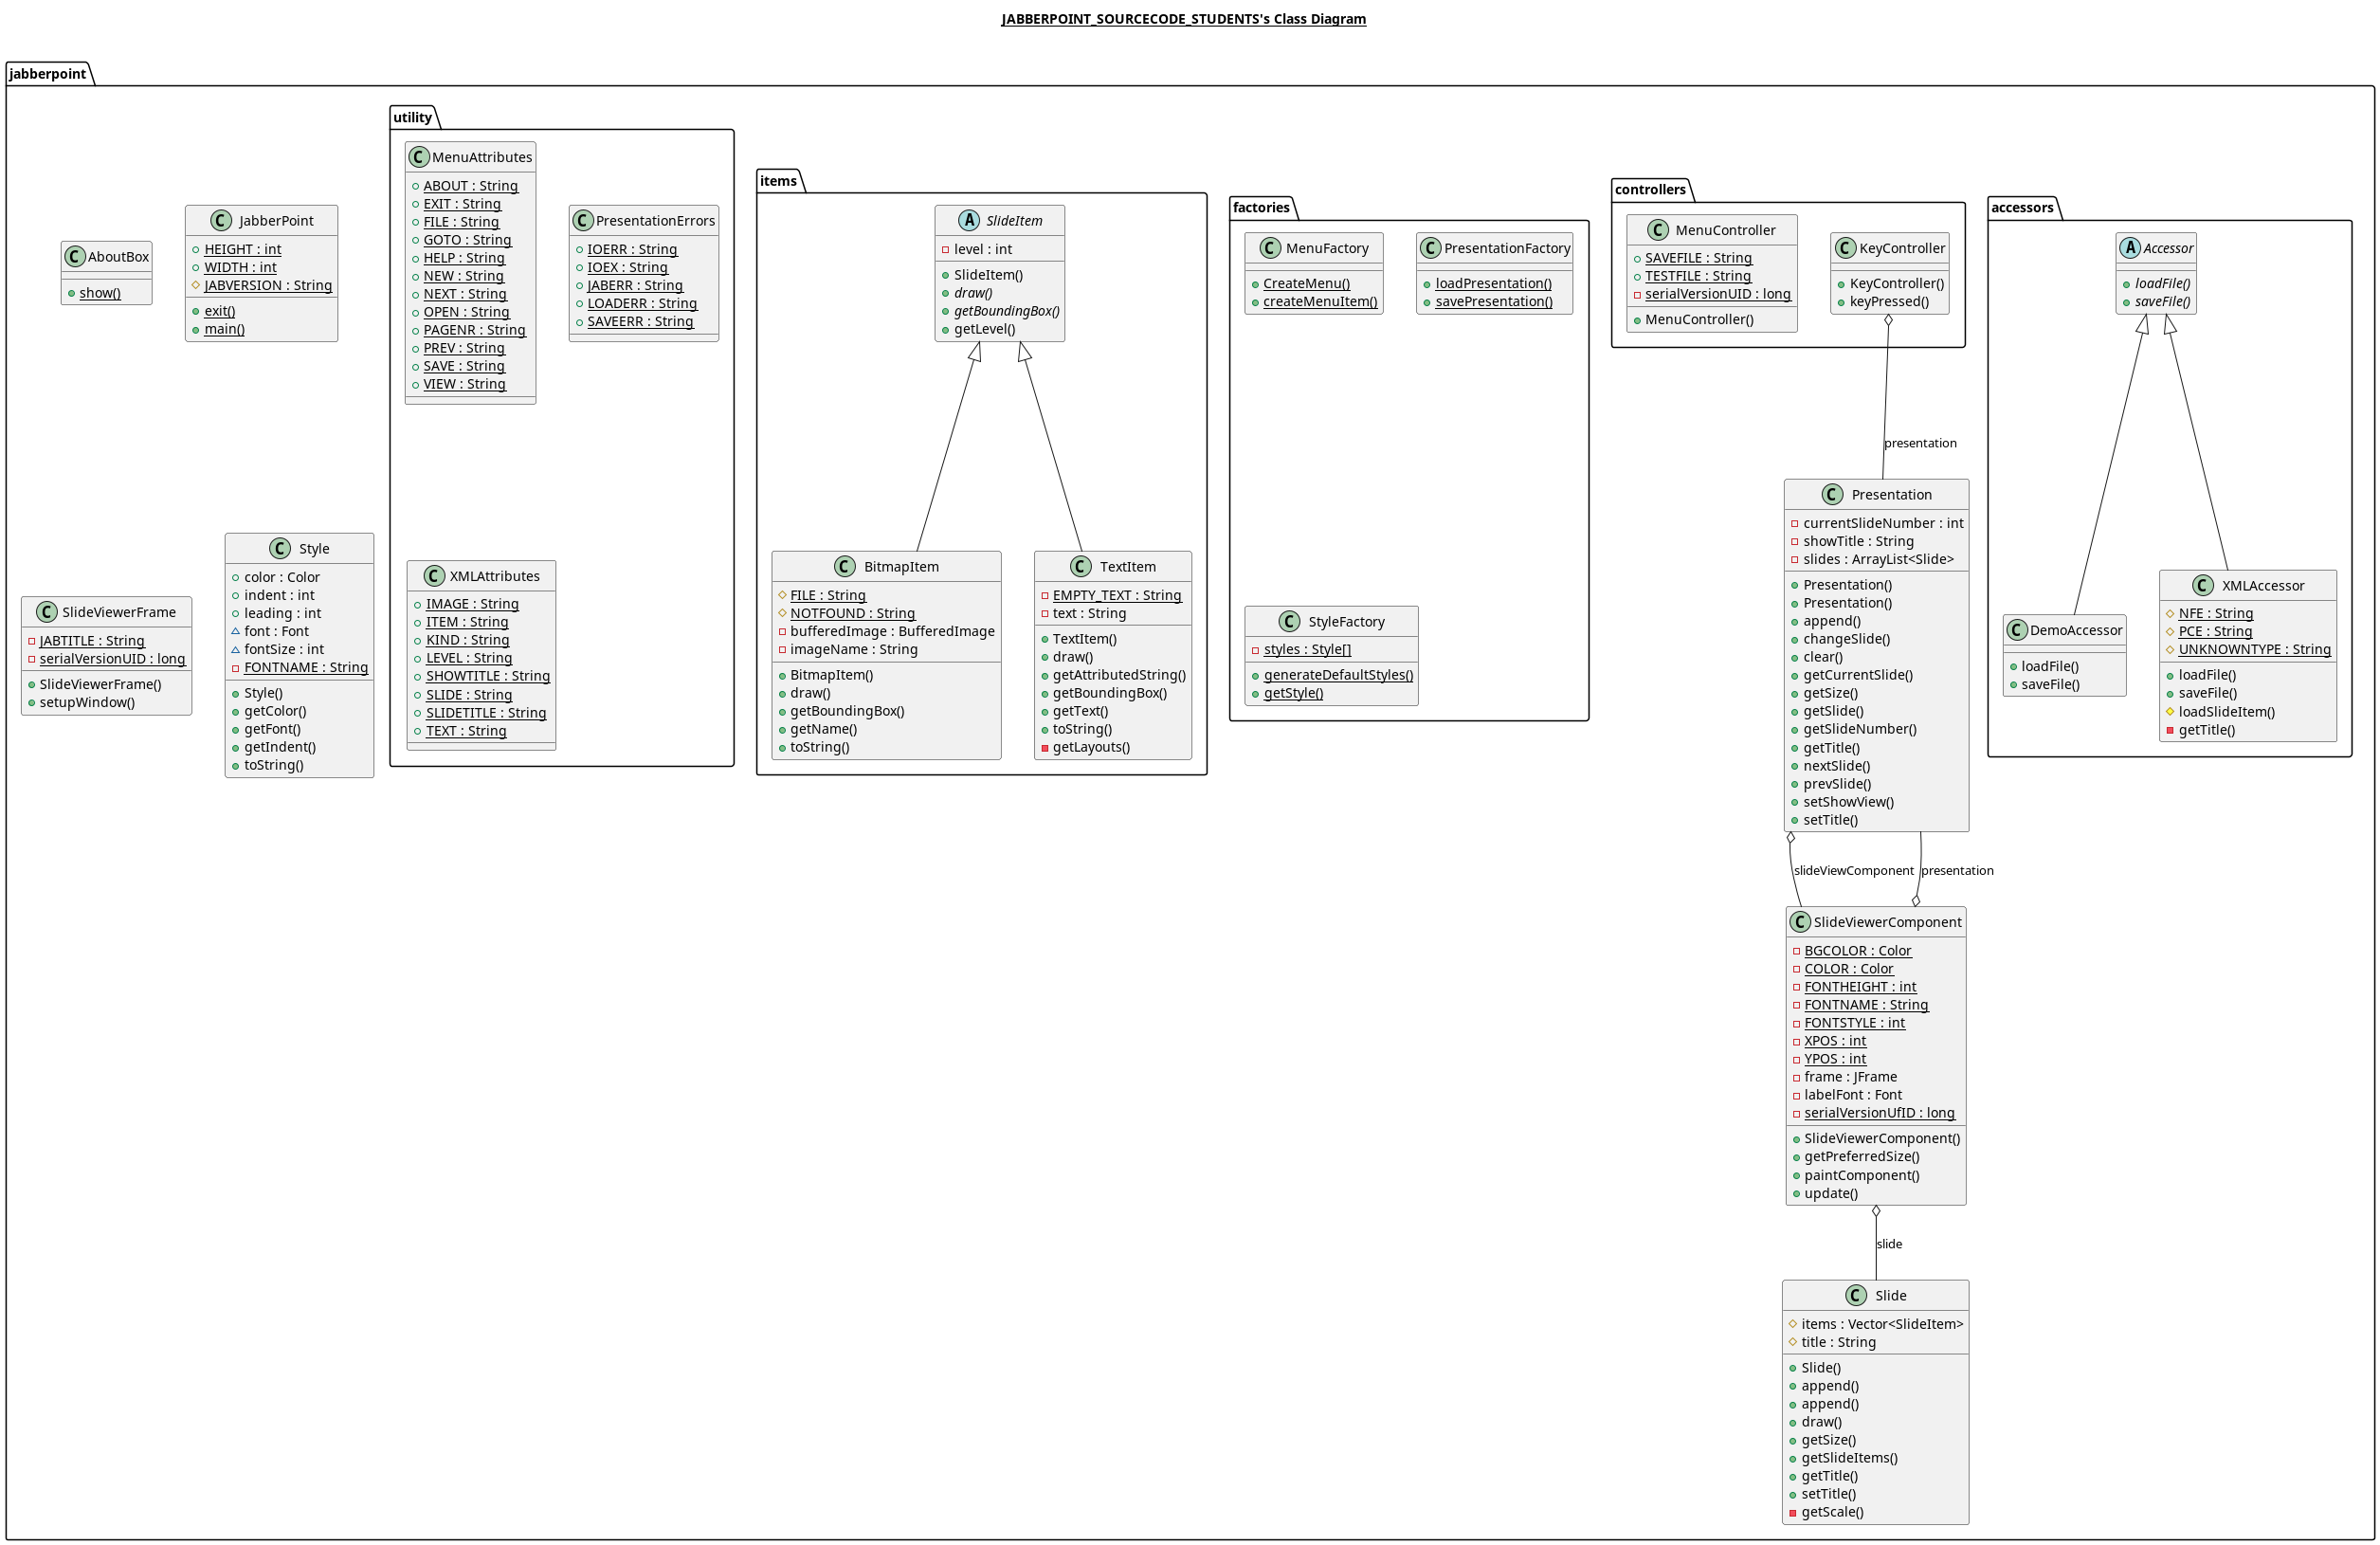 JABBERPOINT_SOURCECODE_STUDENTS's Class Diagram
jabberpoint
AboutBox
show()
JabberPoint
HEIGHT : int
WIDTH : int
JABVERSION : String
exit()
main()
SlideViewerFrame
JABTITLE : String
serialVersionUID : long
SlideViewerFrame()
setupWindow()
Style
color : Color
indent : int
leading : int
font : Font
fontSize : int
FONTNAME : String
Style()
getColor()
getFont()
getIndent()
toString()
utility
MenuAttributes
ABOUT : String
EXIT : String
FILE : String
GOTO : String
HELP : String
NEW : String
NEXT : String
OPEN : String
PAGENR : String
PREV : String
SAVE : String
VIEW : String
PresentationErrors
IOERR : String
IOEX : String
JABERR : String
LOADERR : String
SAVEERR : String
XMLAttributes
IMAGE : String
ITEM : String
KIND : String
LEVEL : String
SHOWTITLE : String
SLIDE : String
SLIDETITLE : String
TEXT : String
items
SlideItem
level : int
SlideItem()
draw()
getBoundingBox()
getLevel()
BitmapItem
FILE : String
NOTFOUND : String
bufferedImage : BufferedImage
imageName : String
BitmapItem()
draw()
getBoundingBox()
getName()
toString()
TextItem
EMPTY_TEXT : String
text : String
TextItem()
draw()
getAttributedString()
getBoundingBox()
getText()
toString()
getLayouts()
factories
MenuFactory
CreateMenu()
createMenuItem()
PresentationFactory
loadPresentation()
savePresentation()
StyleFactory
styles : Style[]
generateDefaultStyles()
getStyle()
controllers
MenuController
SAVEFILE : String
TESTFILE : String
serialVersionUID : long
MenuController()
KeyController
KeyController()
keyPressed()
accessors
Accessor
loadFile()
saveFile()
DemoAccessor
loadFile()
saveFile()
XMLAccessor
NFE : String
PCE : String
UNKNOWNTYPE : String
loadFile()
saveFile()
loadSlideItem()
getTitle()
presentation
Presentation
currentSlideNumber : int
showTitle : String
slides : ArrayList<Slide>
Presentation()
Presentation()
append()
changeSlide()
clear()
getCurrentSlide()
getSize()
getSlide()
getSlideNumber()
getTitle()
nextSlide()
prevSlide()
setShowView()
setTitle()
slideViewComponent
presentation
SlideViewerComponent
BGCOLOR : Color
COLOR : Color
FONTHEIGHT : int
FONTNAME : String
FONTSTYLE : int
XPOS : int
YPOS : int
frame : JFrame
labelFont : Font
serialVersionUfID : long
SlideViewerComponent()
getPreferredSize()
paintComponent()
update()
slide
Slide
items : Vector<SlideItem>
title : String
Slide()
append()
append()
draw()
getSize()
getSlideItems()
getTitle()
setTitle()
getScale()